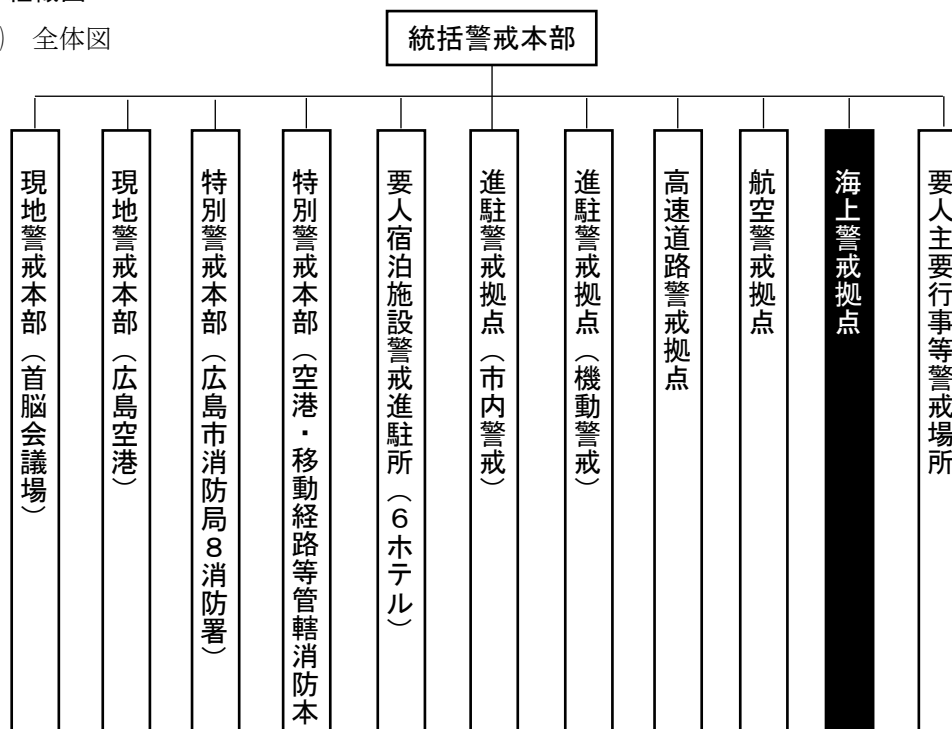 全体図
統括警戒本部
現地警戒本部（首脳会議場）
現地警戒本部（広島空港）
特別警戒本部（広島市消防局８消防署）
特別警戒本部（空港・移動経路等管轄消防本
要人宿泊施設警戒進駐所（６ホテル）
進駐警戒拠点（市内警戒）
進駐警戒拠点（機動警戒）
高速道路警戒拠点
航空警戒拠点
海上警戒拠点
要人主要行事等警戒場所